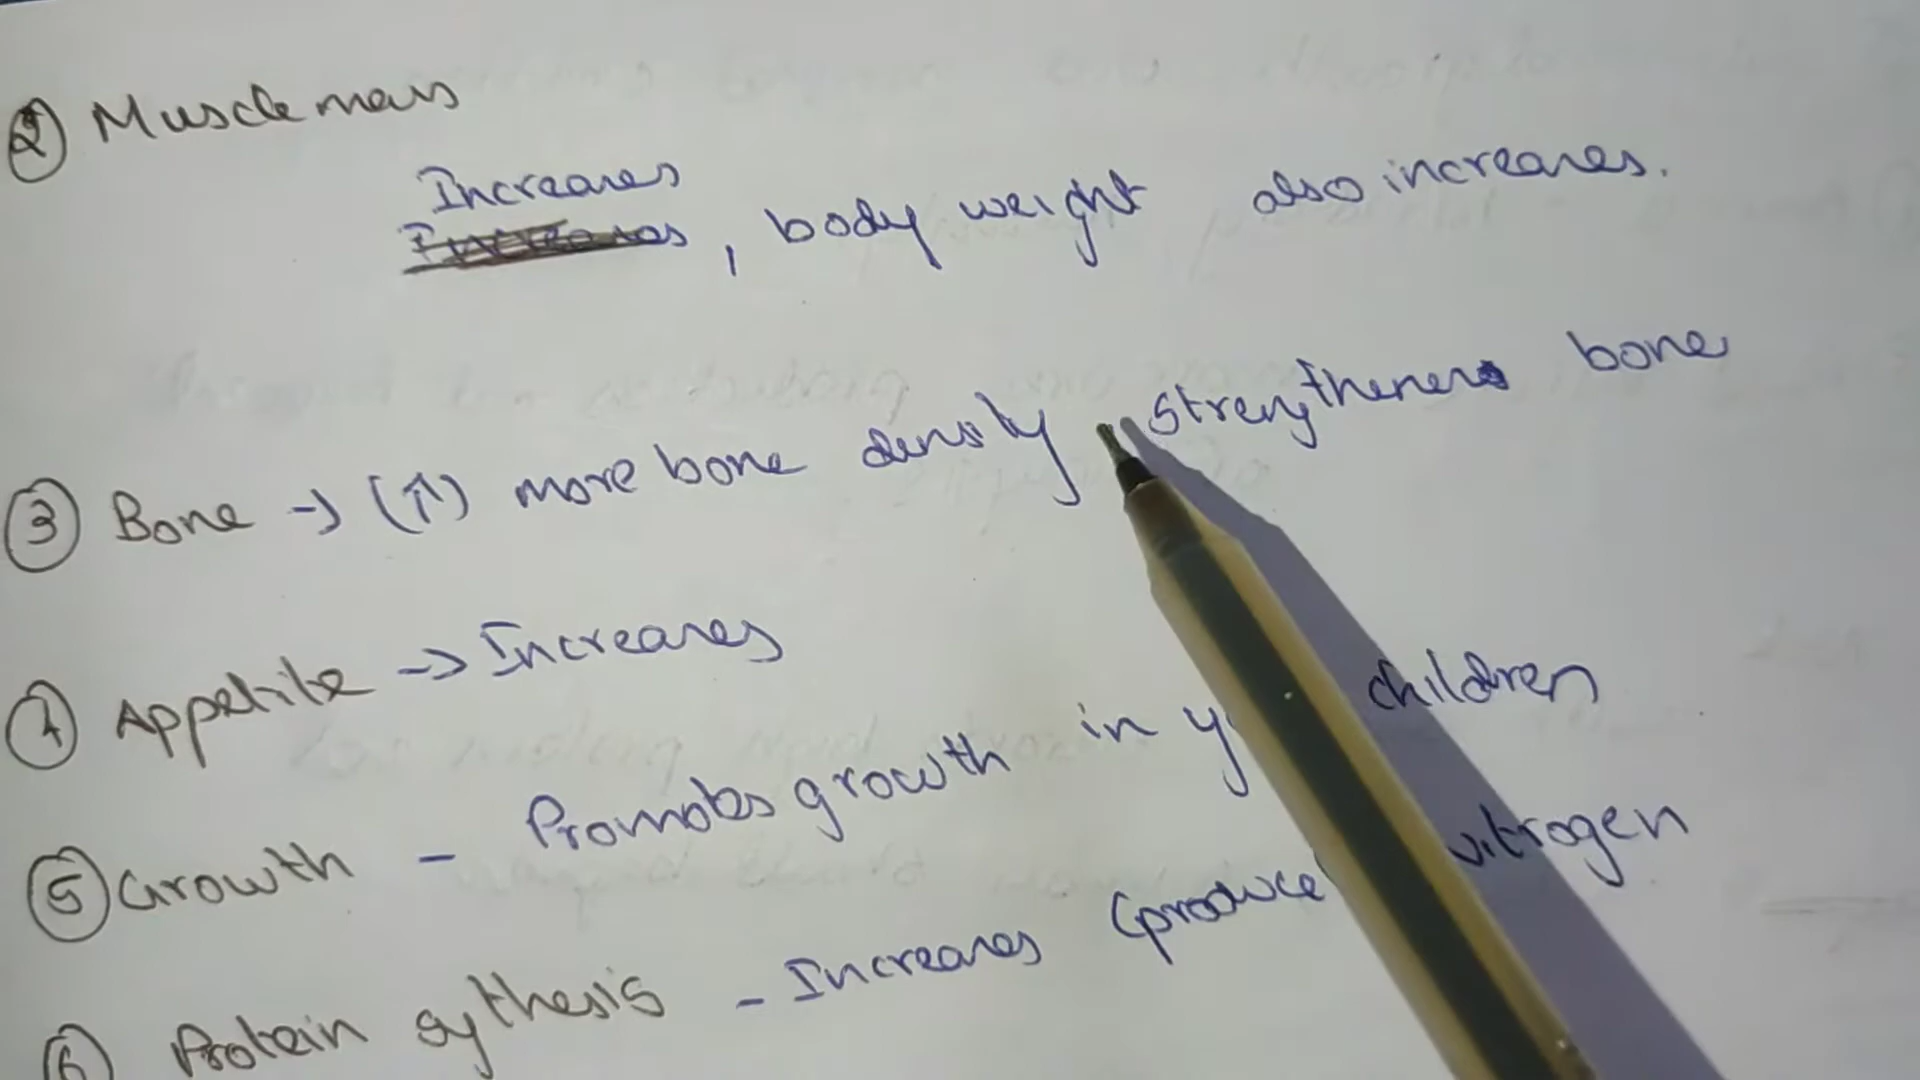 ② Muscle mass
Increases
, body weight also increases.
③ Bone → (↑) more bone density strengthens bone
④ Appetite → Increases
⑤ Growth - Promotes growth in children
⑥ Protein sythesis - Increases (produce nitrogen